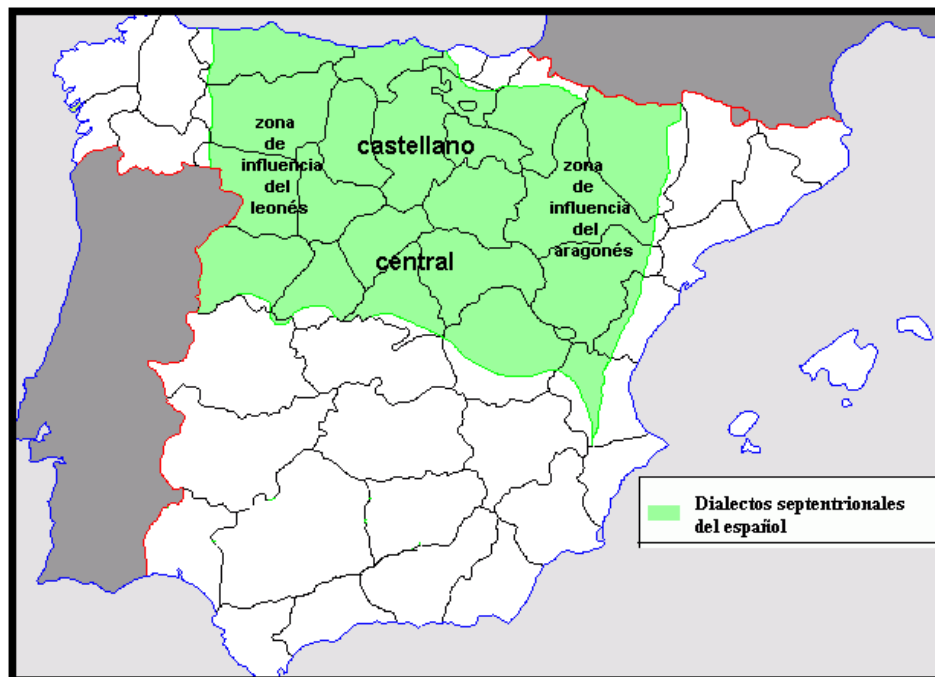 zona
de
influencia
del
leonés
castellano
central
zona
de
influencia
del
aragonés
Dialectos septentrionales
del español